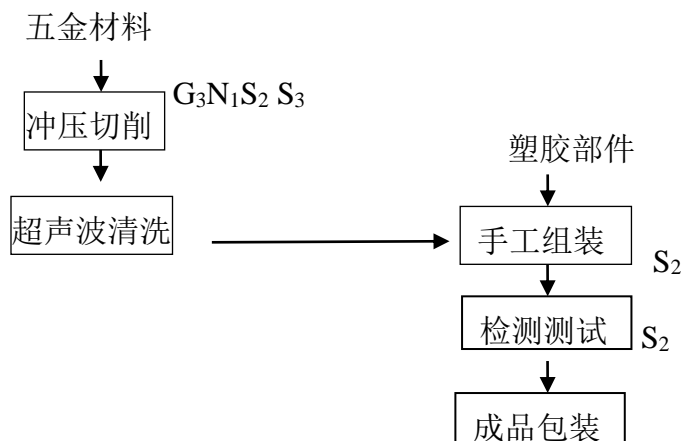 五金材料
G₃N₁S₂ S₃
冲压切削
超声波清洗
塑胶部件
手工组装
S₂
检测测试
S₂
成品包装